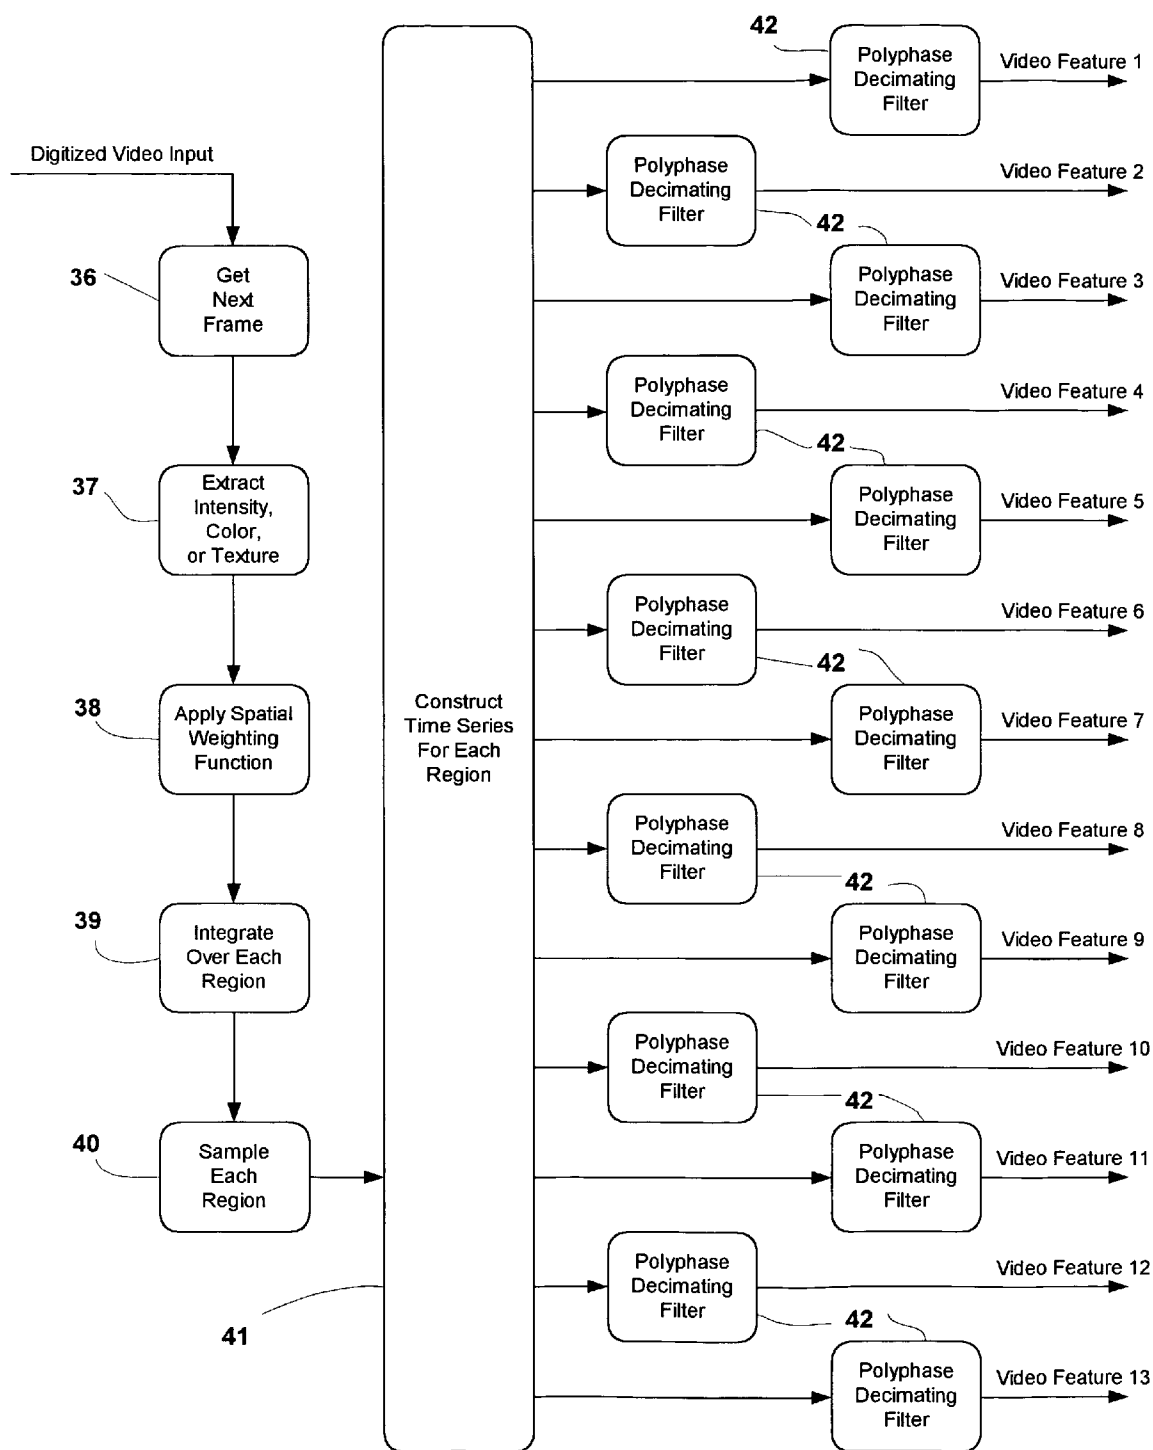 Digitized Video Input
36
Get
Next
Frame
37
Extract
Intensity,
Color,
or Texture
38
Apply Spatial
Weighting
Function
39
Integrate
Over Each
Region
40
Sample
Each
Region
41
Construct
Time Series
For Each
Region
42
Polyphase
Decimating
Filter
Video Feature 1
Polyphase
Decimating
Filter
Video Feature 2
42
Polyphase
Decimating
Filter
Video Feature 3
Polyphase
Decimating
Filter
Video Feature 4
42
Polyphase
Decimating
Filter
Video Feature 5
Polyphase
Decimating
Filter
Video Feature 6
42
Polyphase
Decimating
Filter
Video Feature 7
Polyphase
Decimating
Filter
Video Feature 8
42
Polyphase
Decimating
Filter
Video Feature 9
Polyphase
Decimating
Filter
Video Feature 10
42
Polyphase
Decimating
Filter
Video Feature 11
Polyphase
Decimating
Filter
Video Feature 12
42
Polyphase
Decimating
Filter
Video Feature 13